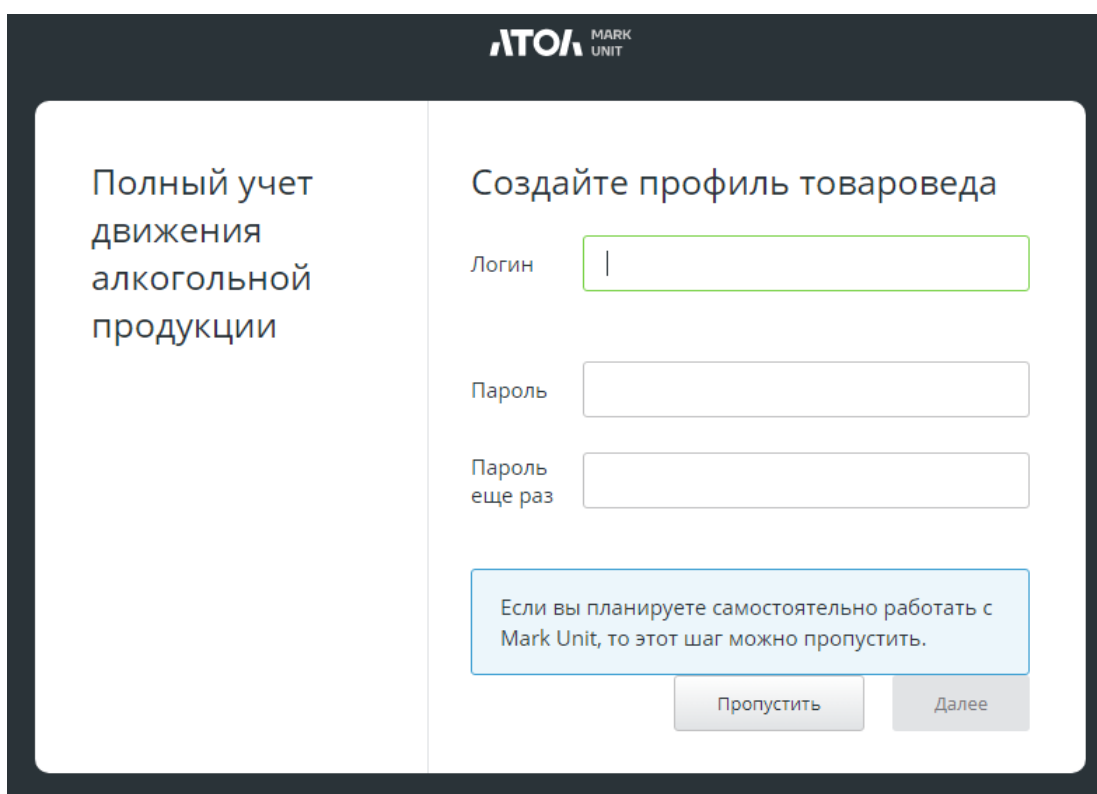 АТОЛ MARK UNIT
Полный учет
движения
алкогольной
продукции
Создайте профиль товароведа
Логин
Пароль
Пароль
еще раз
Если вы планируете самостоятельно работать с
Mark Unit, то этот шаг можно пропустить.
Пропустить
Далее